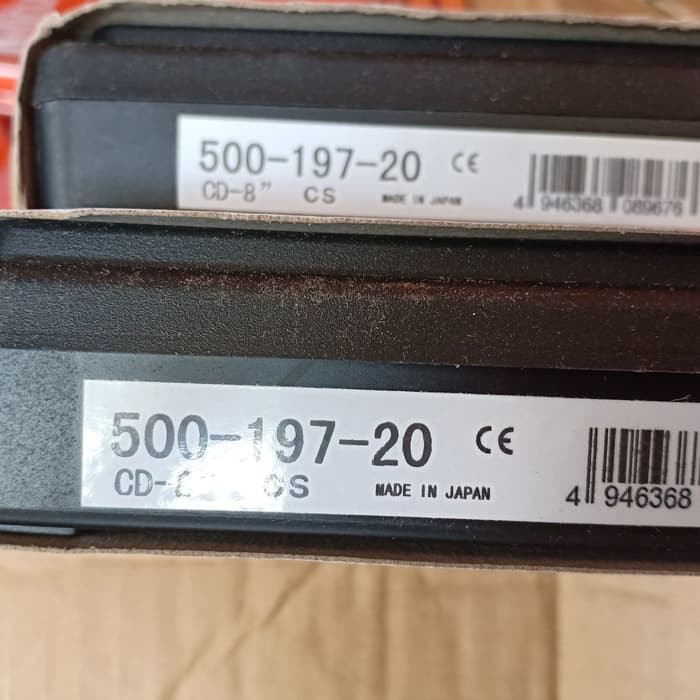 500-197-20 CE
CD-8" CS MADE IN JAPAN
4 946368 089676
500-197-20 CE
CD- CS MADE IN JAPAN
4 946368